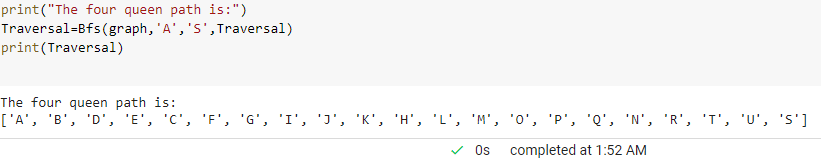 print("The four queen path is:")
Traversal=Bfs(graph,'A','S',Traversal)
print(Traversal)
The four queen path is:
['A', 'B', 'D', 'E', 'C', 'F', 'G', 'I', 'J', 'K', 'H', 'L', 'M', 'O', 'P', 'Q', 'N', 'R', 'T', 'U', 'S']
0s completed at 1:52 AM